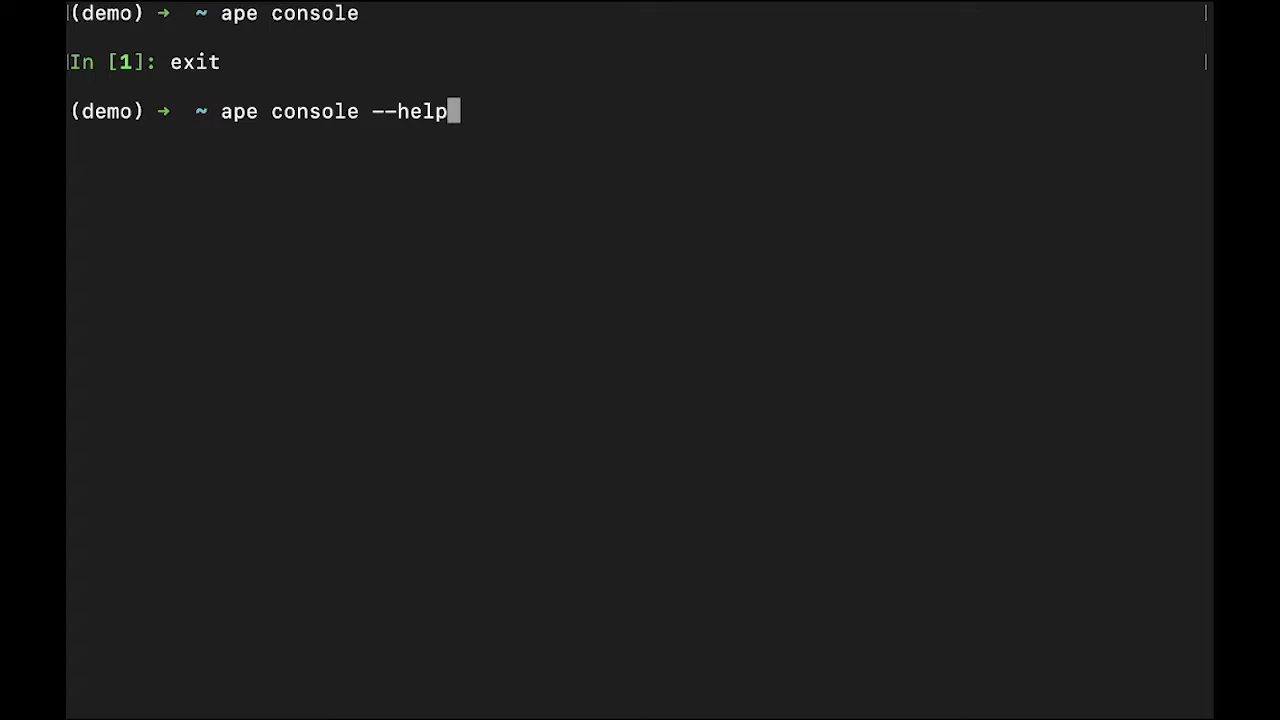 (demo) ➜  ~ ape console
In [1]: exit
(demo) ➜  ~ ape console --help